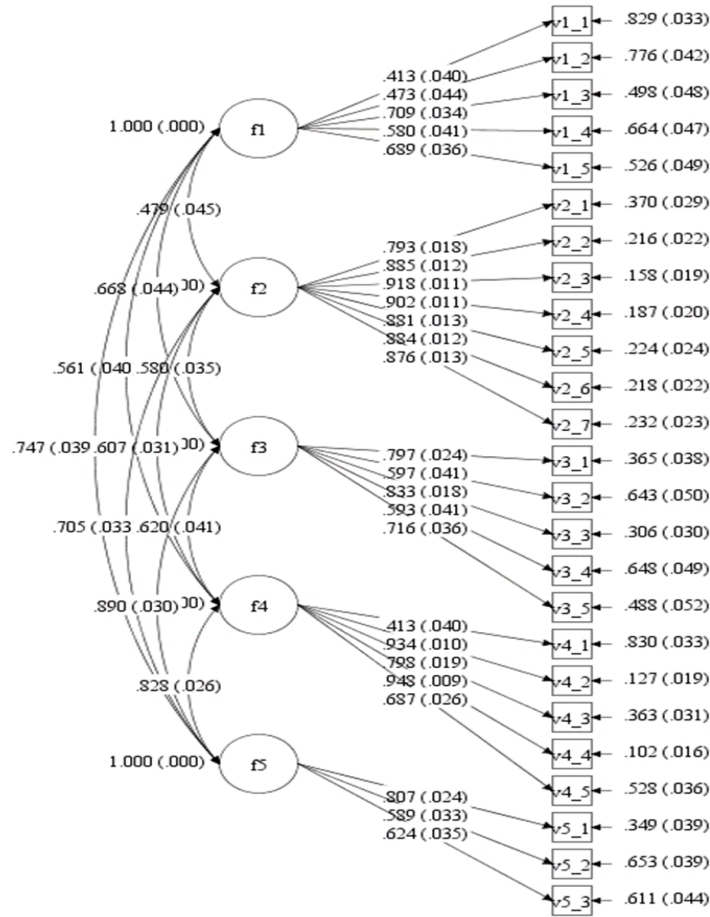 v1_1 .829 (.033)
v1_2 .776 (.042)
.413 (.040)
.473 (.044) v1_3 .498 (.048)
.709 (.034)
1.000 (.000) f1 .580 (.041) v1_4 .664 (.047)
.689 (.036) v1_5 .526 (.049)
.479 (.045) v2_1 .370 (.029)
.793 (.018) v2_2 .216 (.022)
.885 (.012)
.668 (.044) 00) f2 .918 (.011) v2_3 .158 (.019)
.902 (.011) v2_4 .187 (.020)
.881 (.013)
.884 (.012) v2_5 .224 (.024)
.876 (.013)
.561 (.040 .580 (.035) v2_6 .218 (.022)
v2_7 .232 (.023)
.747 (.039 .607 (.031) 00) f3 .797 (.024) v3_1 .365 (.038)
.597 (.041)
.833 (.018) v3_2 .643 (.050)
.593 (.041)
.705 (.033 .620 (.041) .716 (.036) v3_3 .306 (.030)
v3_4 .648 (.049)
.890 (.030) 00) f4 v3_5 .488 (.052)
.413 (.040) v4_1 .830 (.033)
.934 (.010)
.798 (.019) v4_2 .127 (.019)
.948 (.009)
.828 (.026) .687 (.026) v4_3 .363 (.031)
v4_4 .102 (.016)
1.000 (.000) f5 v4_5 .528 (.036)
.807 (.024)
.589 (.033) v5_1 .349 (.039)
.624 (.035)
v5_2 .653 (.039)
v5_3 .611 (.044)